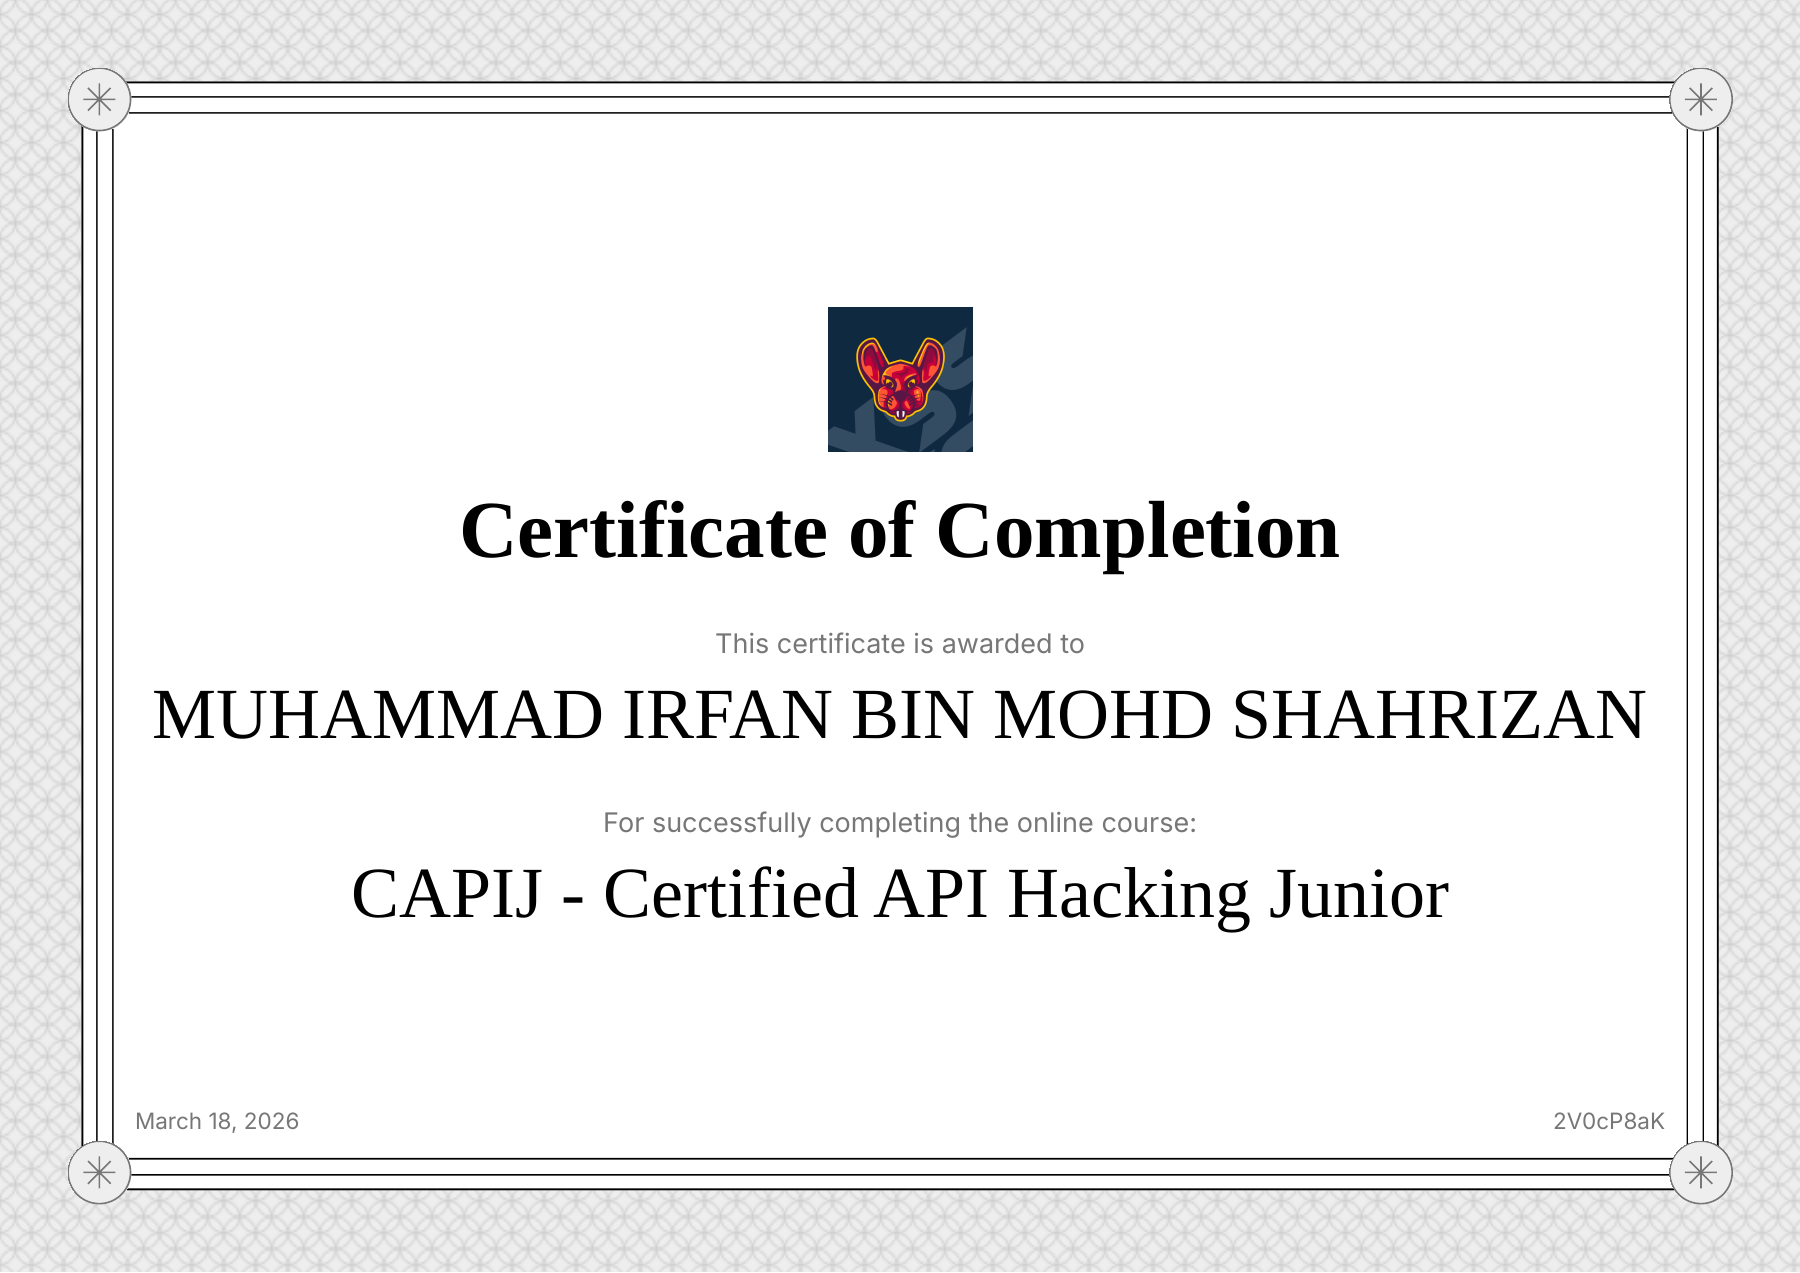 Certificate of Completion
This certificate is awarded to
MUHAMMAD IRFAN BIN MOHD SHAHRIZAN
For successfully completing the online course:
CAPIJ - Certified API Hacking Junior
March 18, 2026
2V0cP8aK